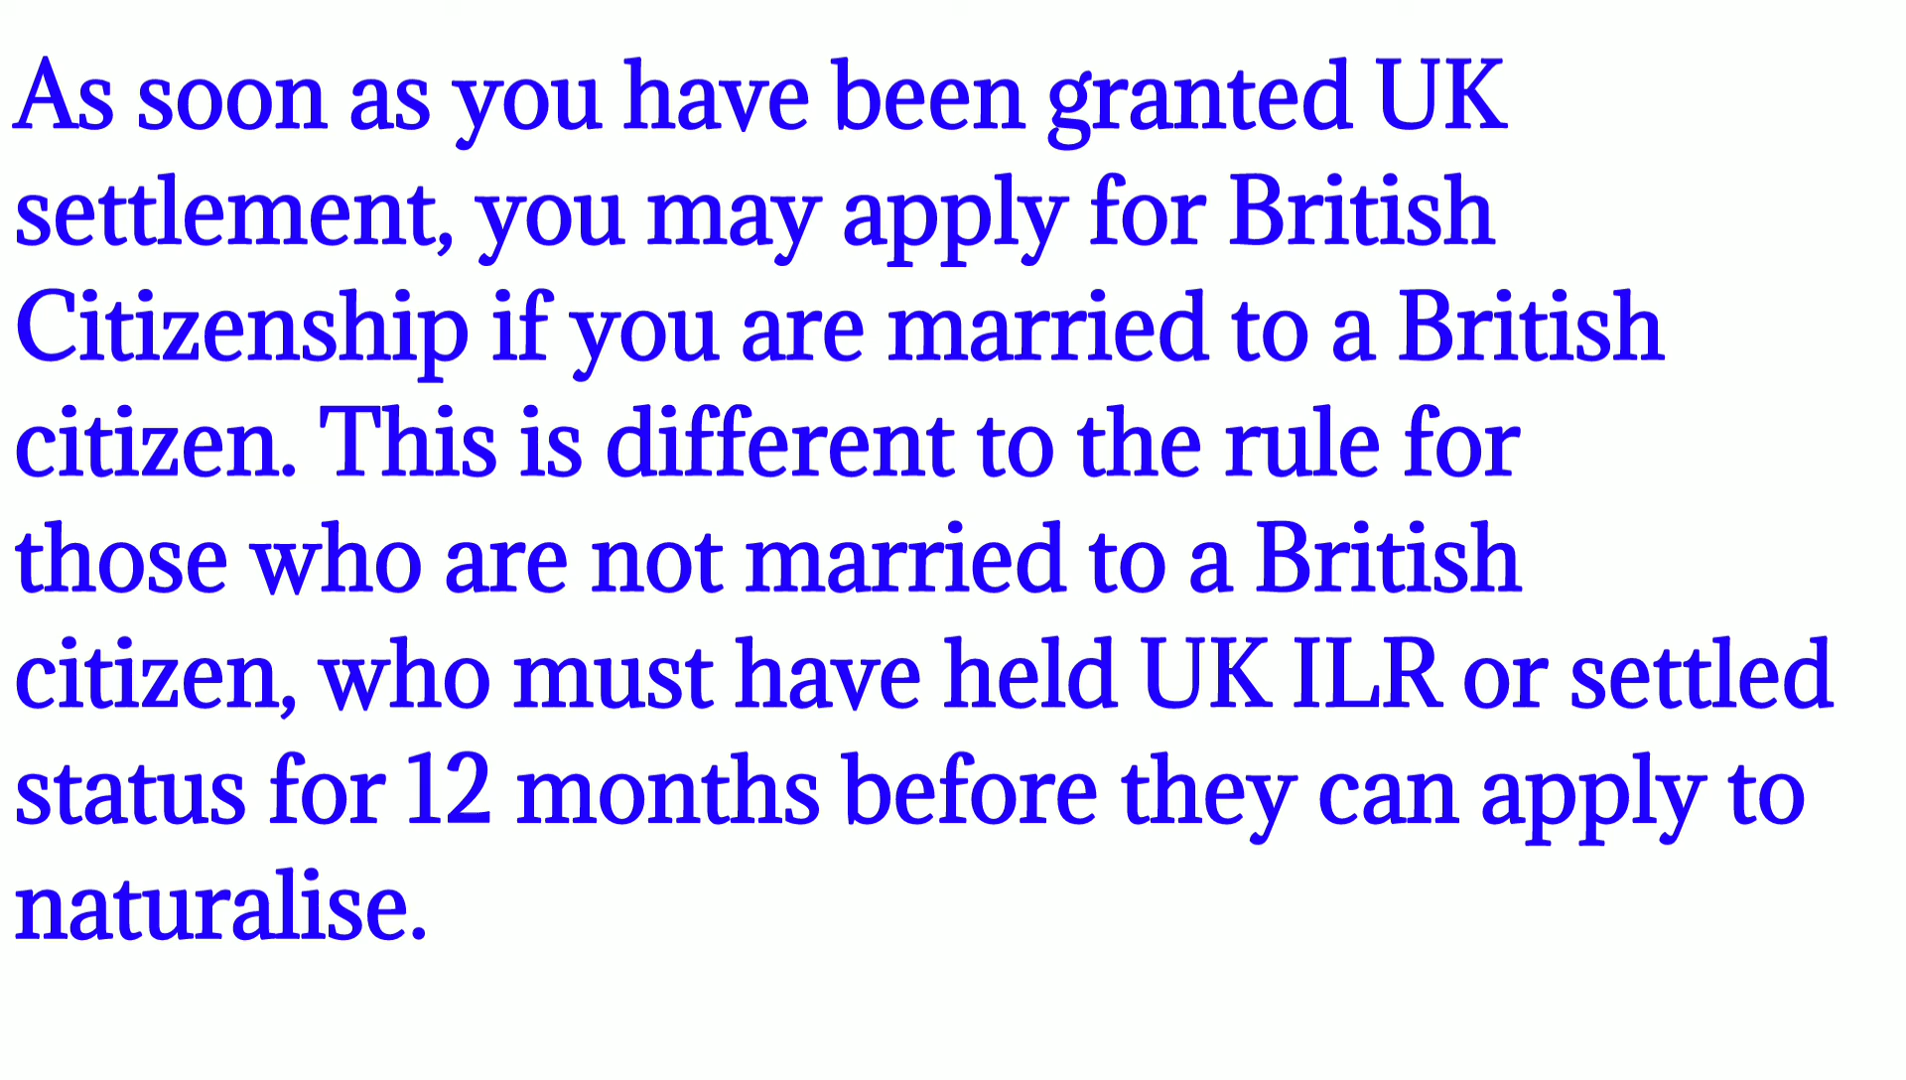 As soon as you have been granted UK
settlement, you may apply for British
Citizenship if you are married to a British
citizen. This is different to the rule for
those who are not married to a British
citizen, who must have held UK ILR or settled
status for 12 months before they can apply to
naturalise.